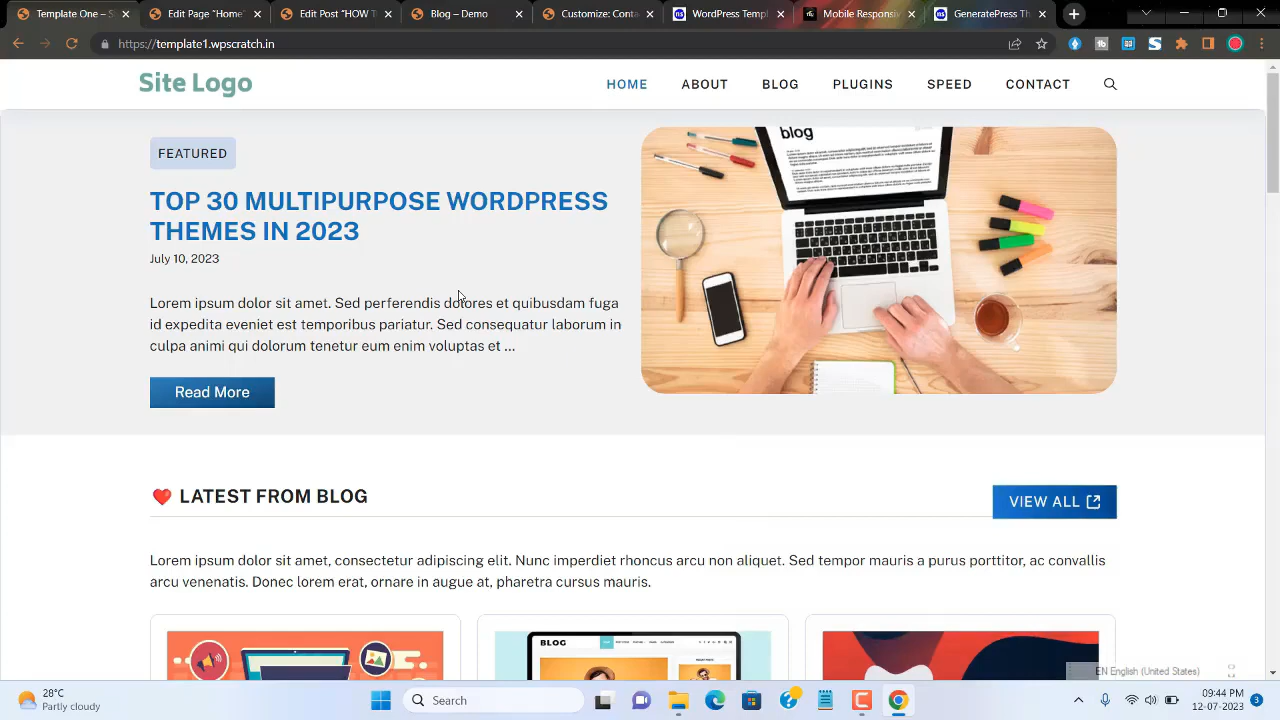 Template One – S
Edit Page "Home
Edit Post "HOW T
Blog – Demo
Customize: Conta
WordPress Templ
Mobile Responsiv
GeneratePress Th
https://template1.wpscratch.in
Site Logo
HOME
ABOUT
BLOG
PLUGINS
SPEED
CONTACT
FEATURED
blog
TOP 30 MULTIPURPOSE WORDPRESS
THEMES IN 2023
July 10, 2023
Lorem ipsum dolor sit amet. Sed perferendis dolores et quibusdam fuga
id expedita eveniet est temporibus pariatur. Sed consequatur laborum in
culpa animi qui dolorum tenetur eum enim voluptas et ...
Read More
LATEST FROM BLOG
VIEW ALL
Lorem ipsum dolor sit amet, consectetur adipiscing elit. Nunc imperdiet rhoncus arcu non aliquet. Sed tempor mauris a purus porttitor, ac convallis
arcu venenatis. Donec lorem erat, ornare in augue at, pharetra cursus mauris.
BLOG
EN English (United States)
28°C
Partly cloudy
Search
09:44 PM
12-07-2023
3